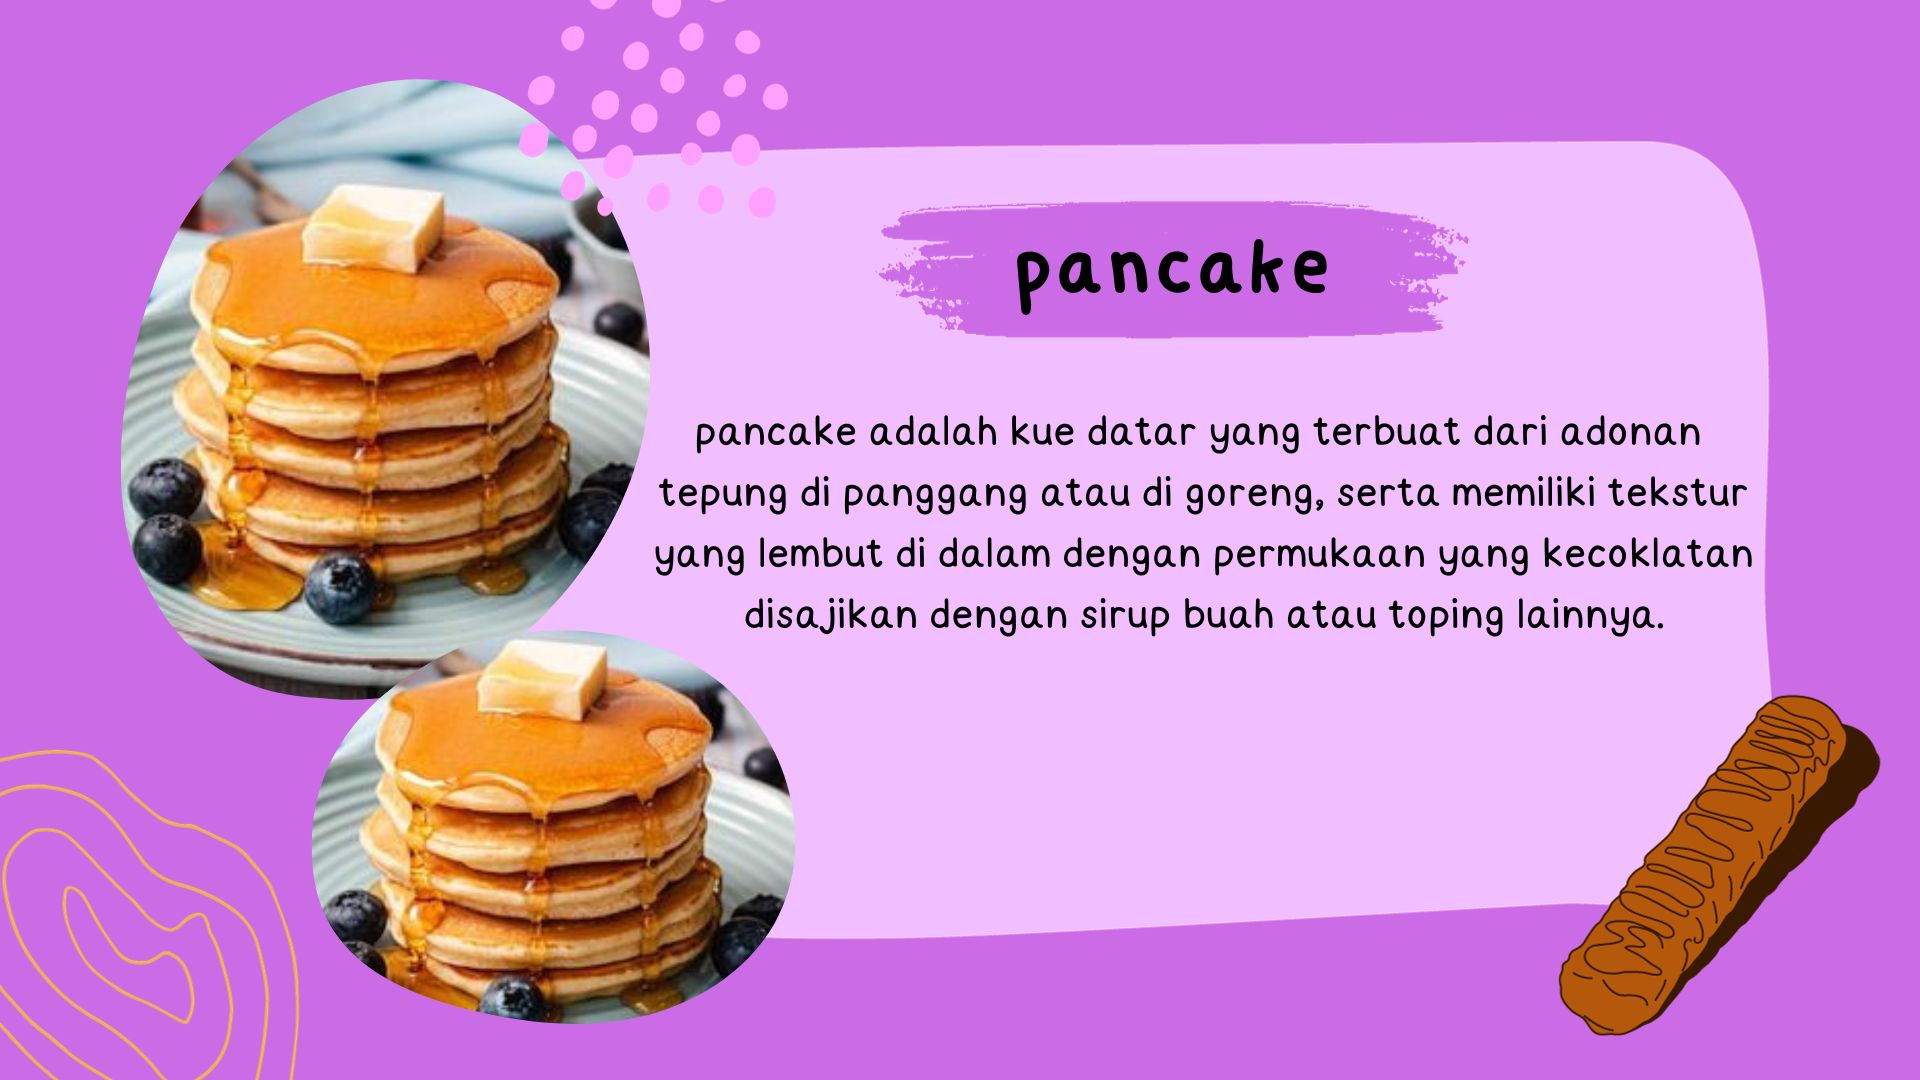 pancake
pancake adalah kue datar yang terbuat dari adonan
tepung di panggang atau di goreng, serta memiliki tekstur
yang lembut di dalam dengan permukaan yang kecoklatan
disajikan dengan sirup buah atau toping lainnya.